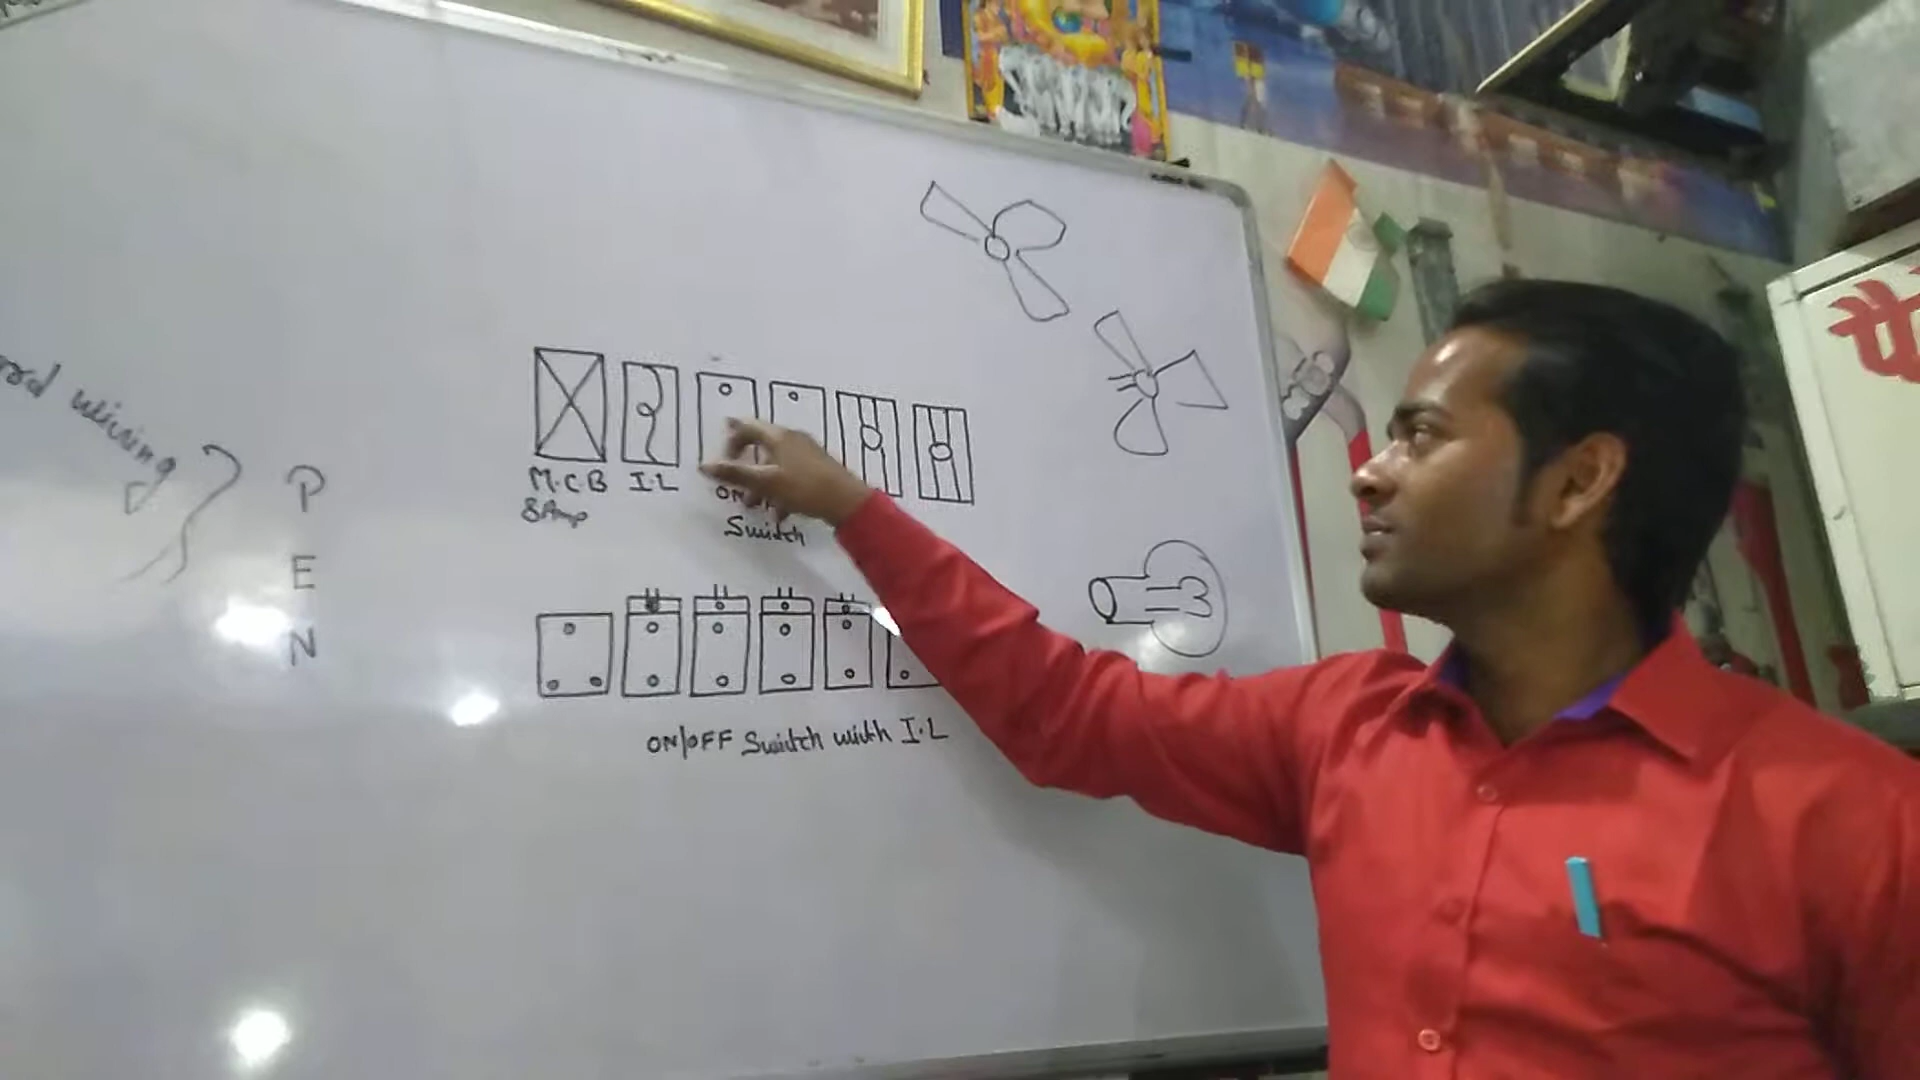 wiring
P
E
N
M.C.B
8Amp
I.L
Switch
ON/OFF Switch with I.L
पै